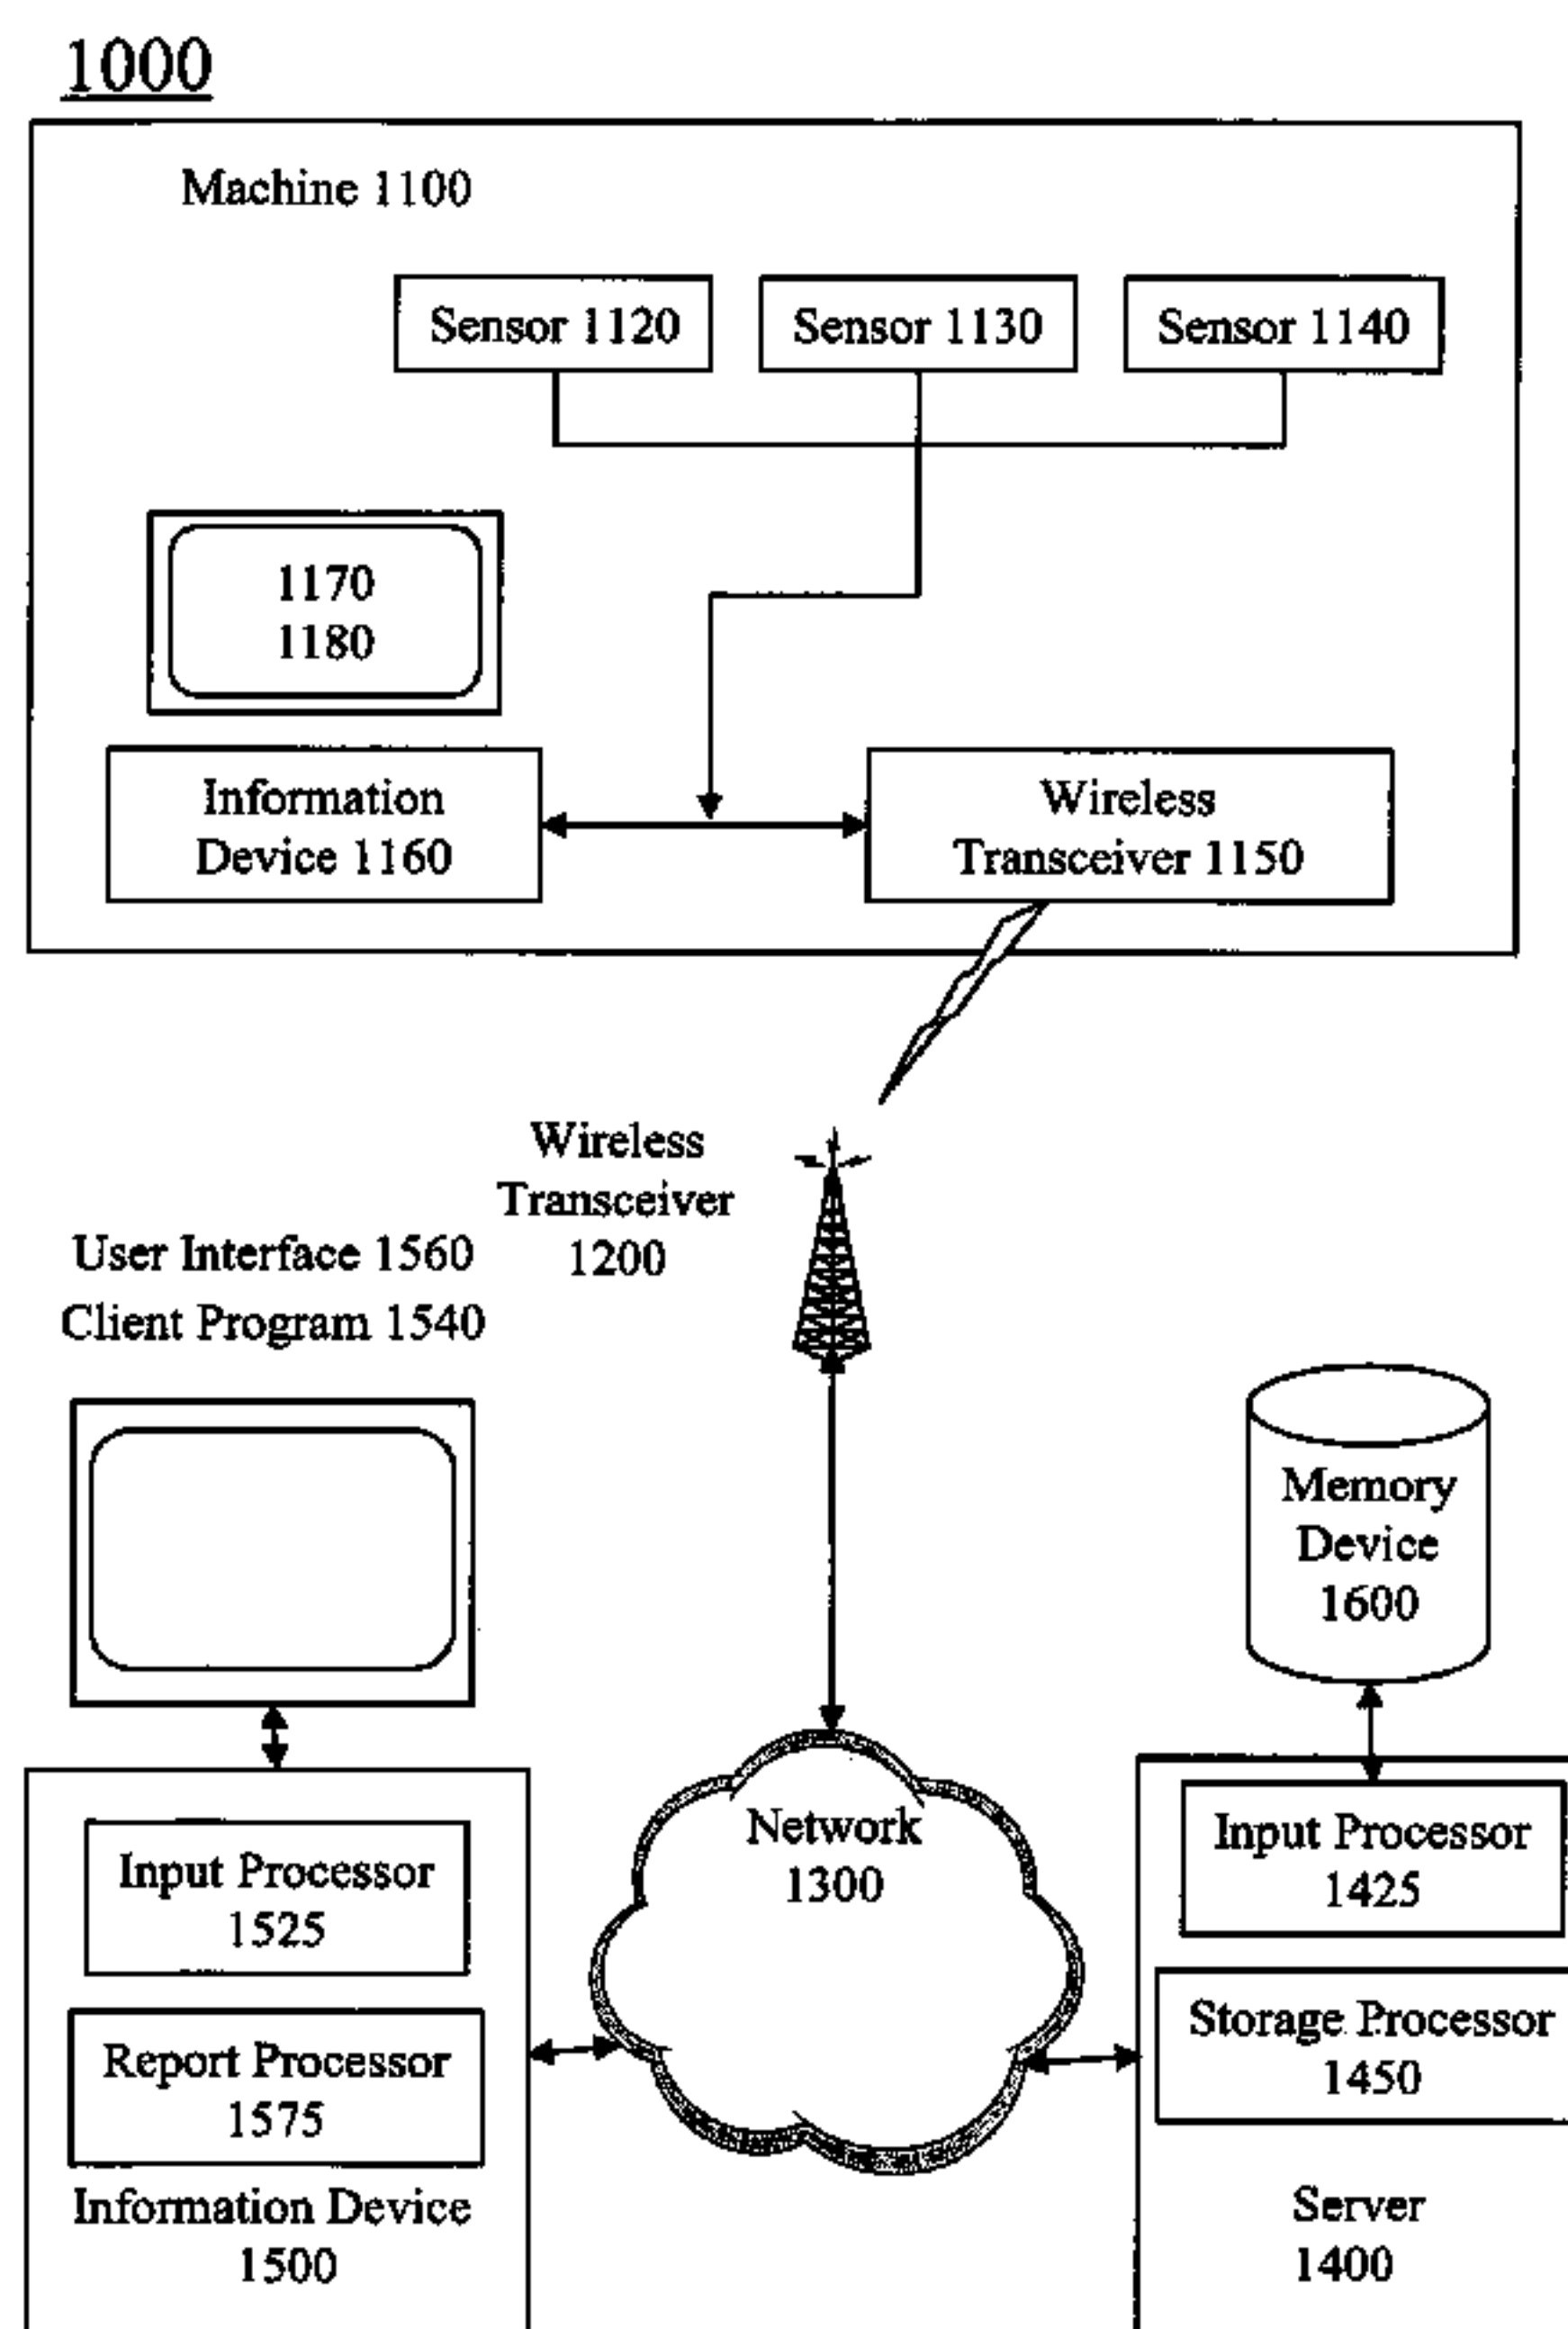 1000
Machine 1100
Sensor 1120
Sensor 1130
Sensor 1140
1170
1180
Information
Device 1160
Wireless
Transceiver 1150
Wireless
Transceiver
1200
User Interface 1560
Client Program 1540
Memory
Device
1600
Network
1300
Input Processor
1525
Report Processor
1575
Information Device
1500
Input Processor
1425
Storage Processor
1450
Server
1400